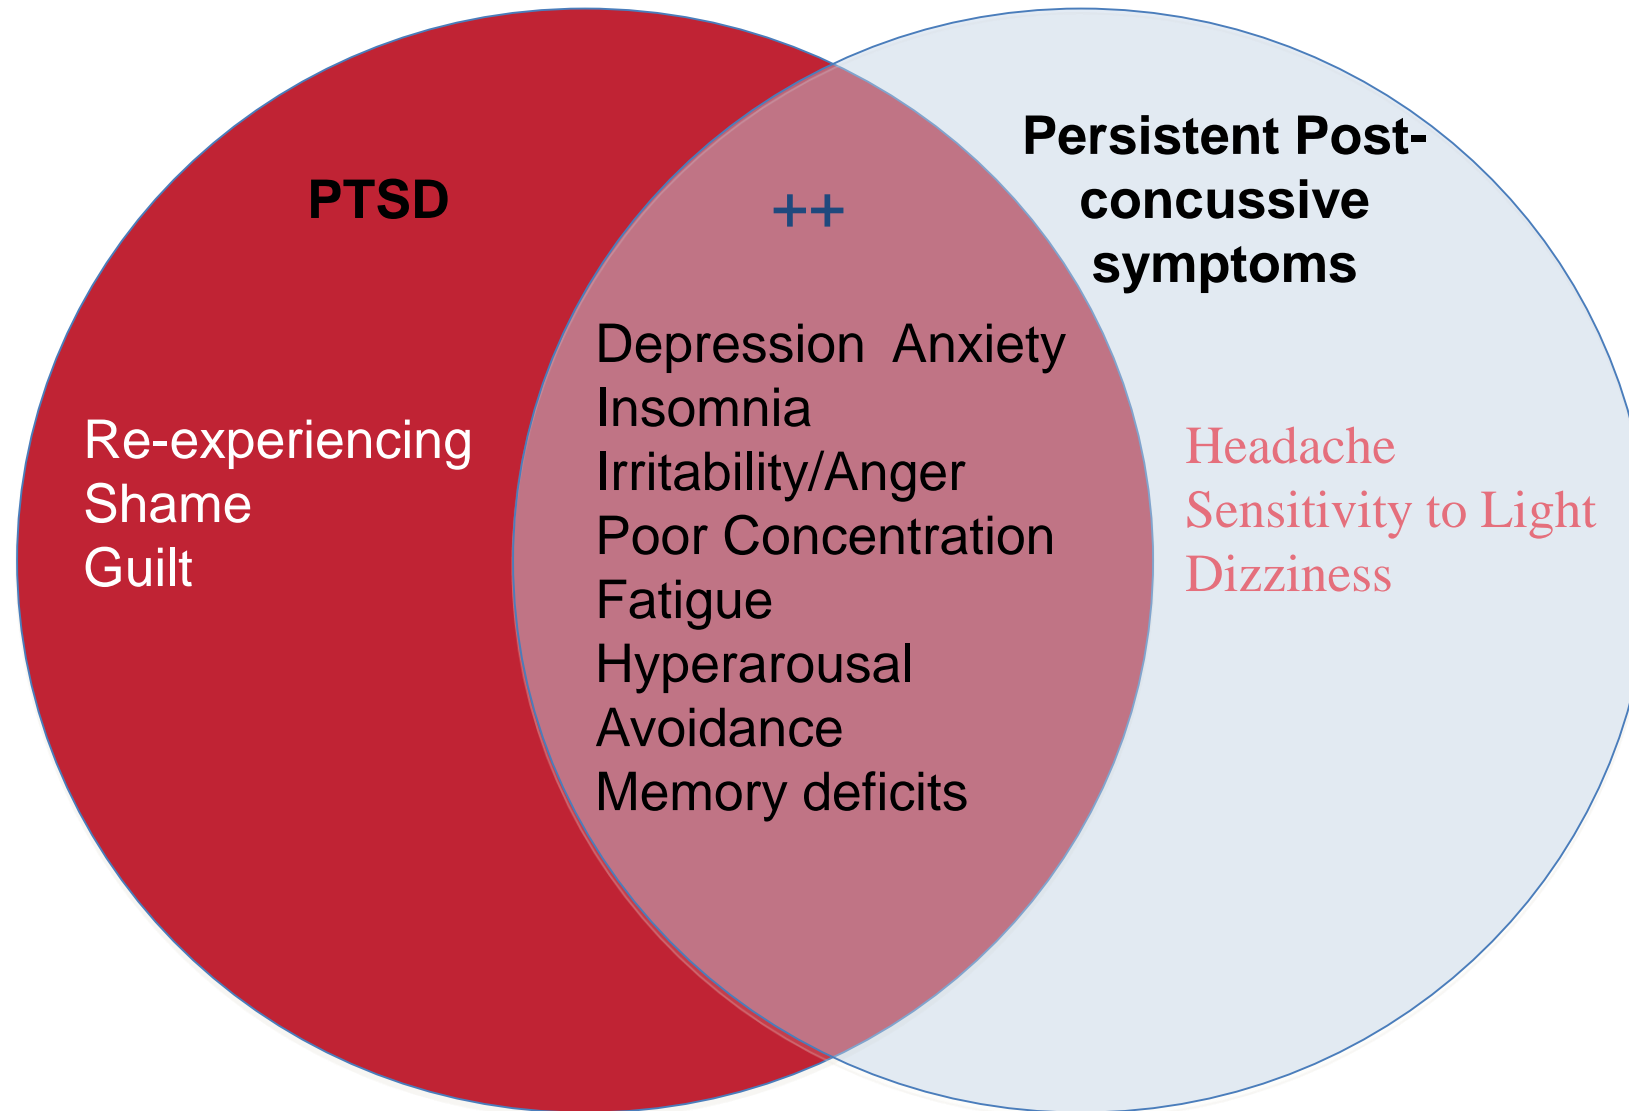 PTSD
++
Persistent Post-
concussive
symptoms
Re-experiencing
Shame
Guilt
Depression  Anxiety
Insomnia
Irritability/Anger
Poor Concentration
Fatigue
Hyperarousal
Avoidance
Memory deficits
Headache
Sensitivity to Light
Dizziness